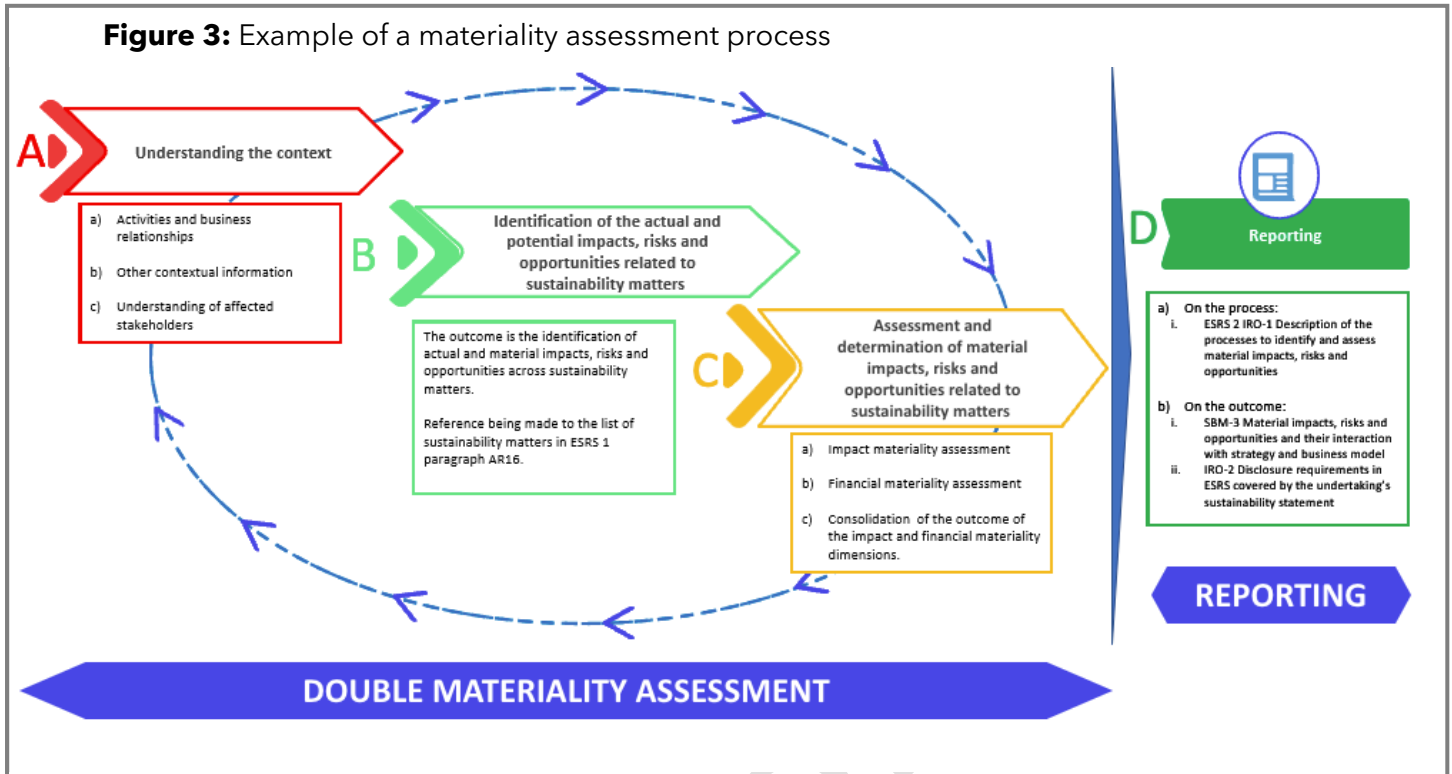 Figure 3: Example of a materiality assessment process
A
Understanding the context
a) Activities and business
relationships
b) Other contextual information
c) Understanding of affected
stakeholders
B
Identification of the actual and
potential impacts, risks and
opportunities related to
sustainability matters
The outcome is the identification of
actual and material impacts, risks and
opportunities across sustainability
matters.
Reference being made to the list of
sustainability matters in ESRS 1
paragraph AR16.
C
Assessment and
determination of material
impacts, risks and
opportunities related to
sustainability matters
a) Impact materiality assessment
b) Financial materiality assessment
c) Consolidation of the outcome of
the impact and financial materiality
dimensions.
D
Reporting
a) On the process:
i. ESRS 2 IRO-1 Description of the
processes to identify and assess
material impacts, risks and
opportunities
b) On the outcome:
i. SBM-3 Material impacts, risks and
opportunities and their interaction
with strategy and business model
ii. IRO-2 Disclosure requirements in
ESRS covered by the undertaking's
sustainability statement
REPORTING
DOUBLE MATERIALITY ASSESSMENT